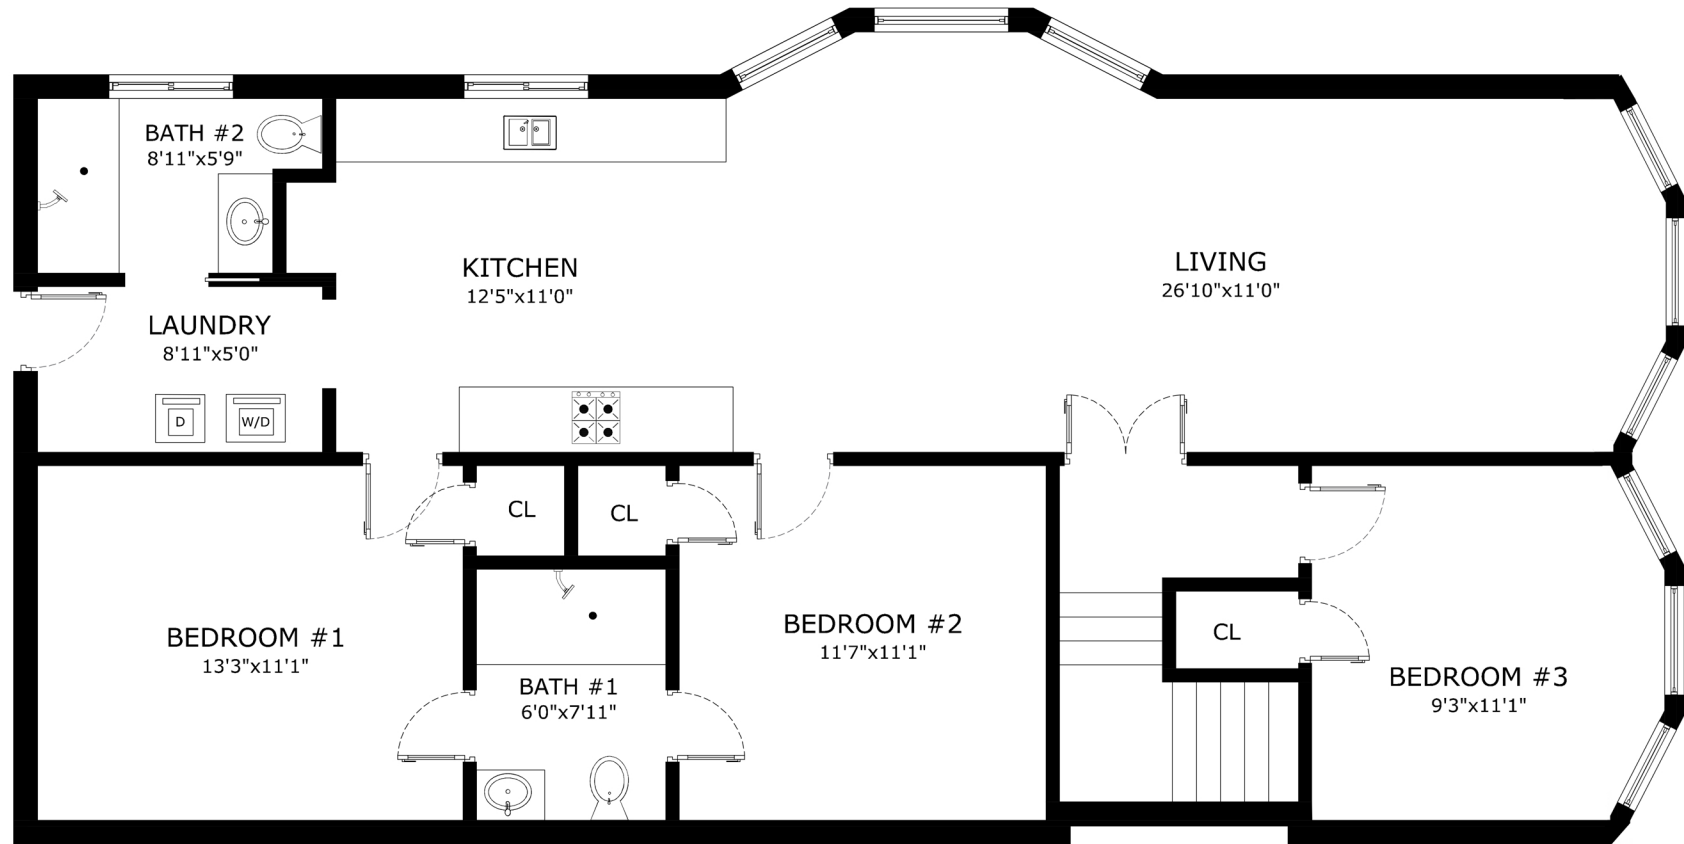 BATH #2
8'11"x5'9"
KITCHEN
12'5"x11'0"
LIVING
26'10"x11'0"
LAUNDRY
8'11"x5'0"
D
W/D
CL
CL
BEDROOM #1
13'3"x11'1"
BATH #1
6'0"x7'11"
BEDROOM #2
11'7"x11'1"
CL
BEDROOM #3
9'3"x11'1"